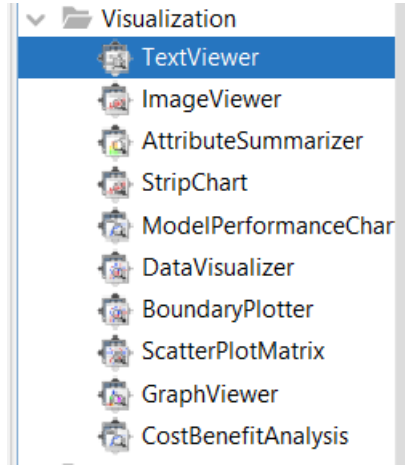 Visualization
TextViewer
ImageViewer
AttributeSummarizer
StripChart
ModelPerformanceChar
DataVisualizer
BoundaryPlotter
ScatterPlotMatrix
GraphViewer
CostBenefitAnalysis